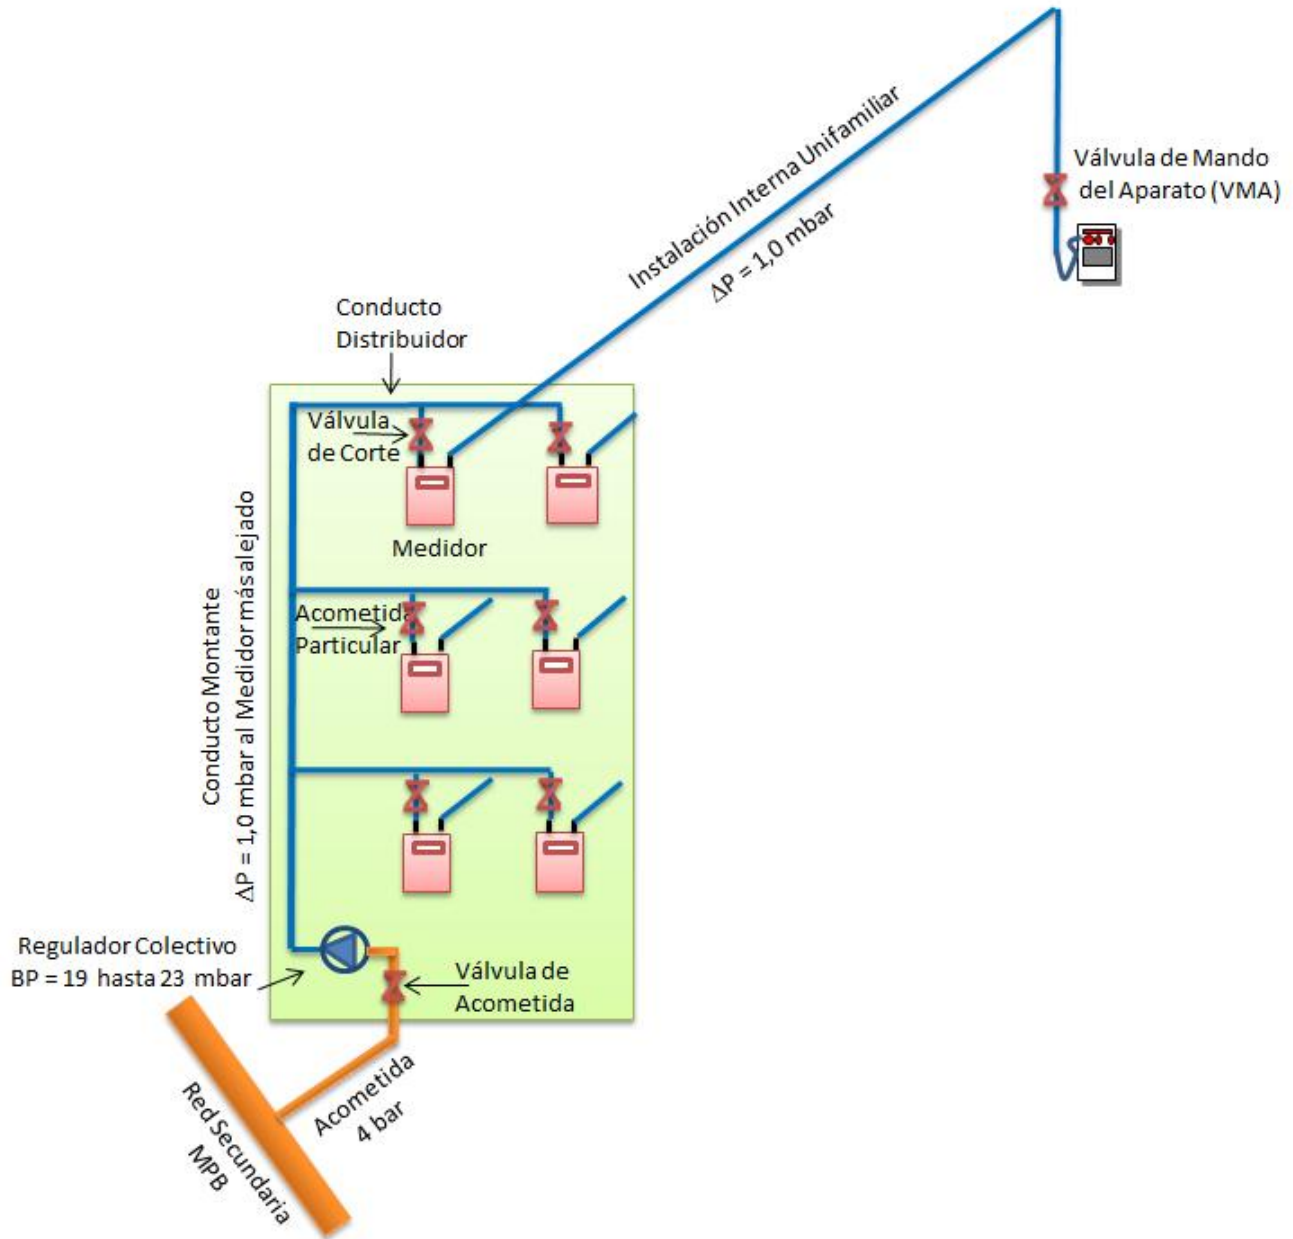 Válvula de Mando
del Aparato (VMA)
Instalación Interna Unifamiliar
ΔP = 1,0 mbar
Conducto
Distribuidor
Válvula
de Corte
Medidor
Acometida
Particular
Conducto Montante
ΔP = 1,0 mbar al Medidor más alejado
Regulador Colectivo
BP = 19 hasta 23 mbar
Válvula de
Acometida
Acometida
4 bar
Red Secundaria
MPB